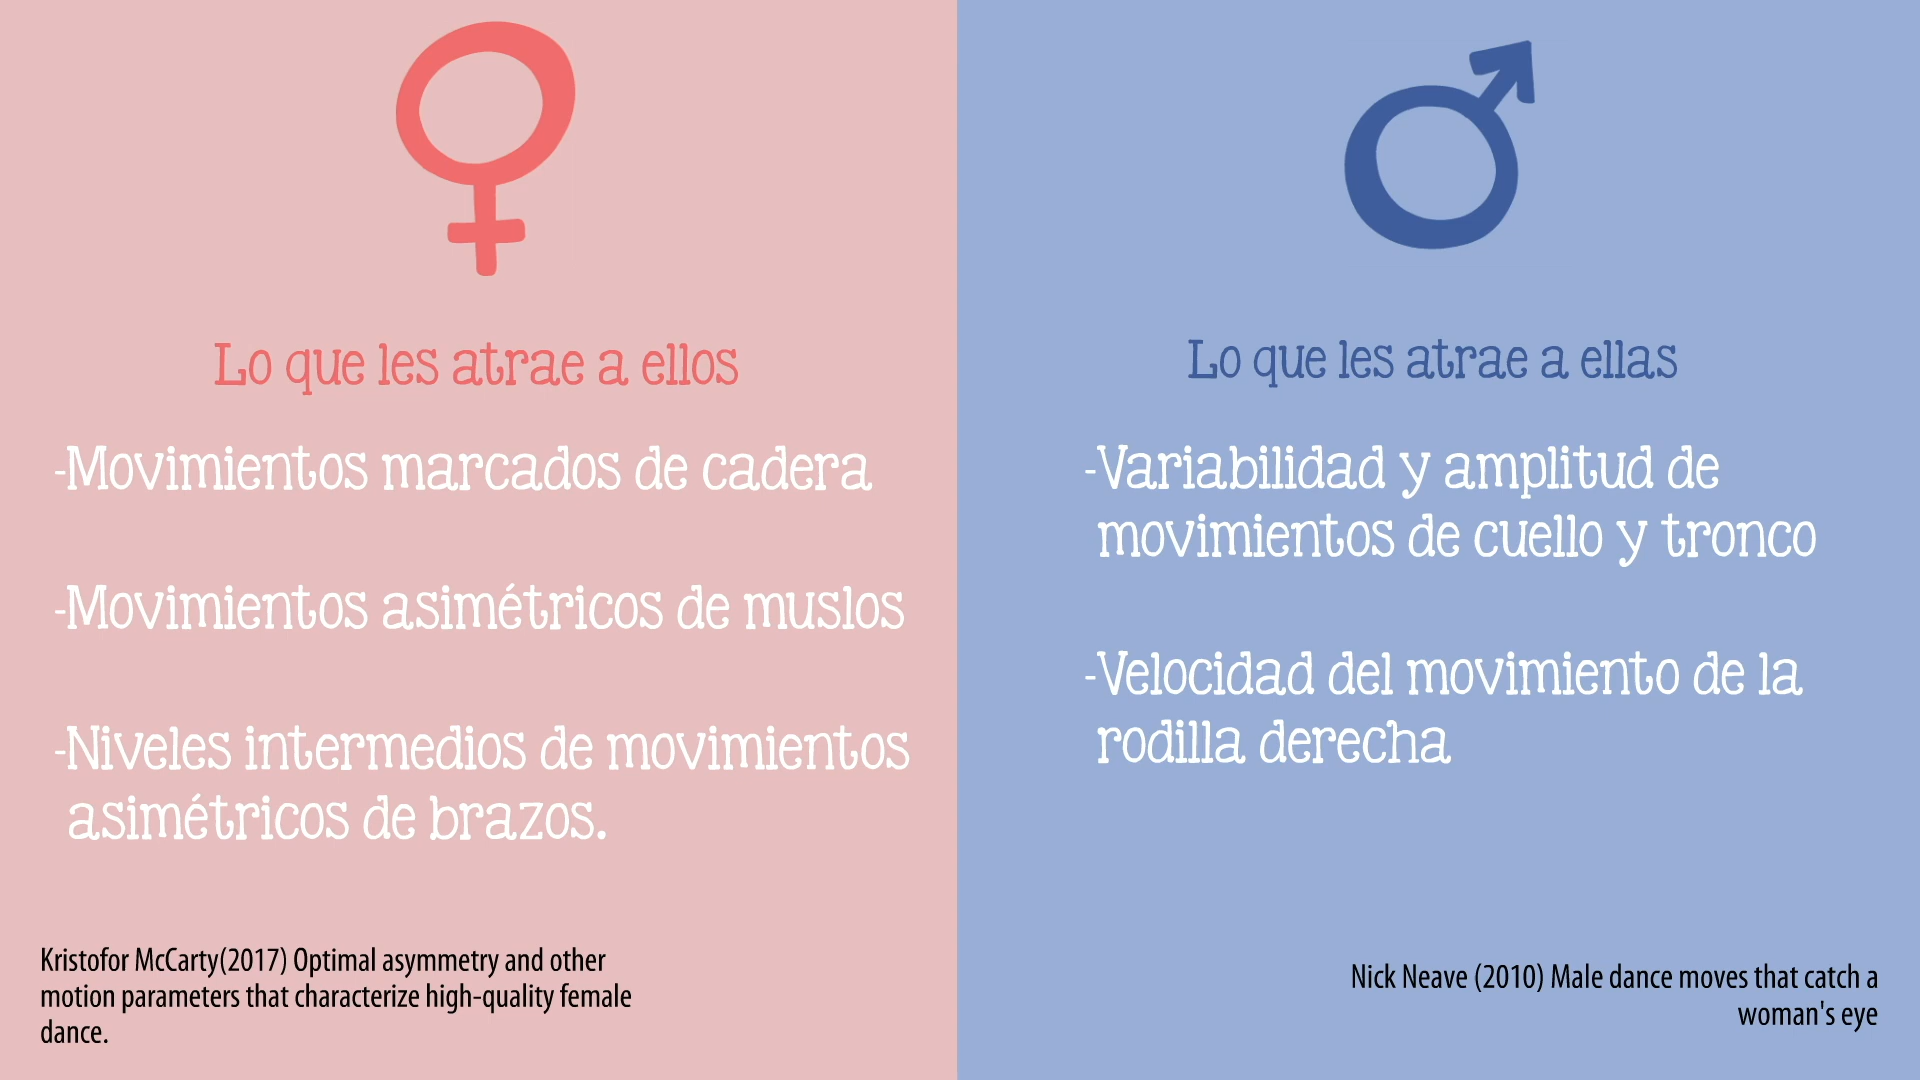 Lo que les atrae a ellos
-Movimientos marcados de cadera
-Movimientos asimétricos de muslos
-Niveles intermedios de movimientos
asimétricos de brazos.
Kristofor McCarty(2017) Optimal asymmetry and other
motion parameters that characterize high-quality female
dance.
Lo que les atrae a ellas
-Variabilidad y amplitud de
movimientos de cuello y tronco
-Velocidad del movimiento de la
rodilla derecha
Nick Neave (2010) Male dance moves that catch a
woman's eye